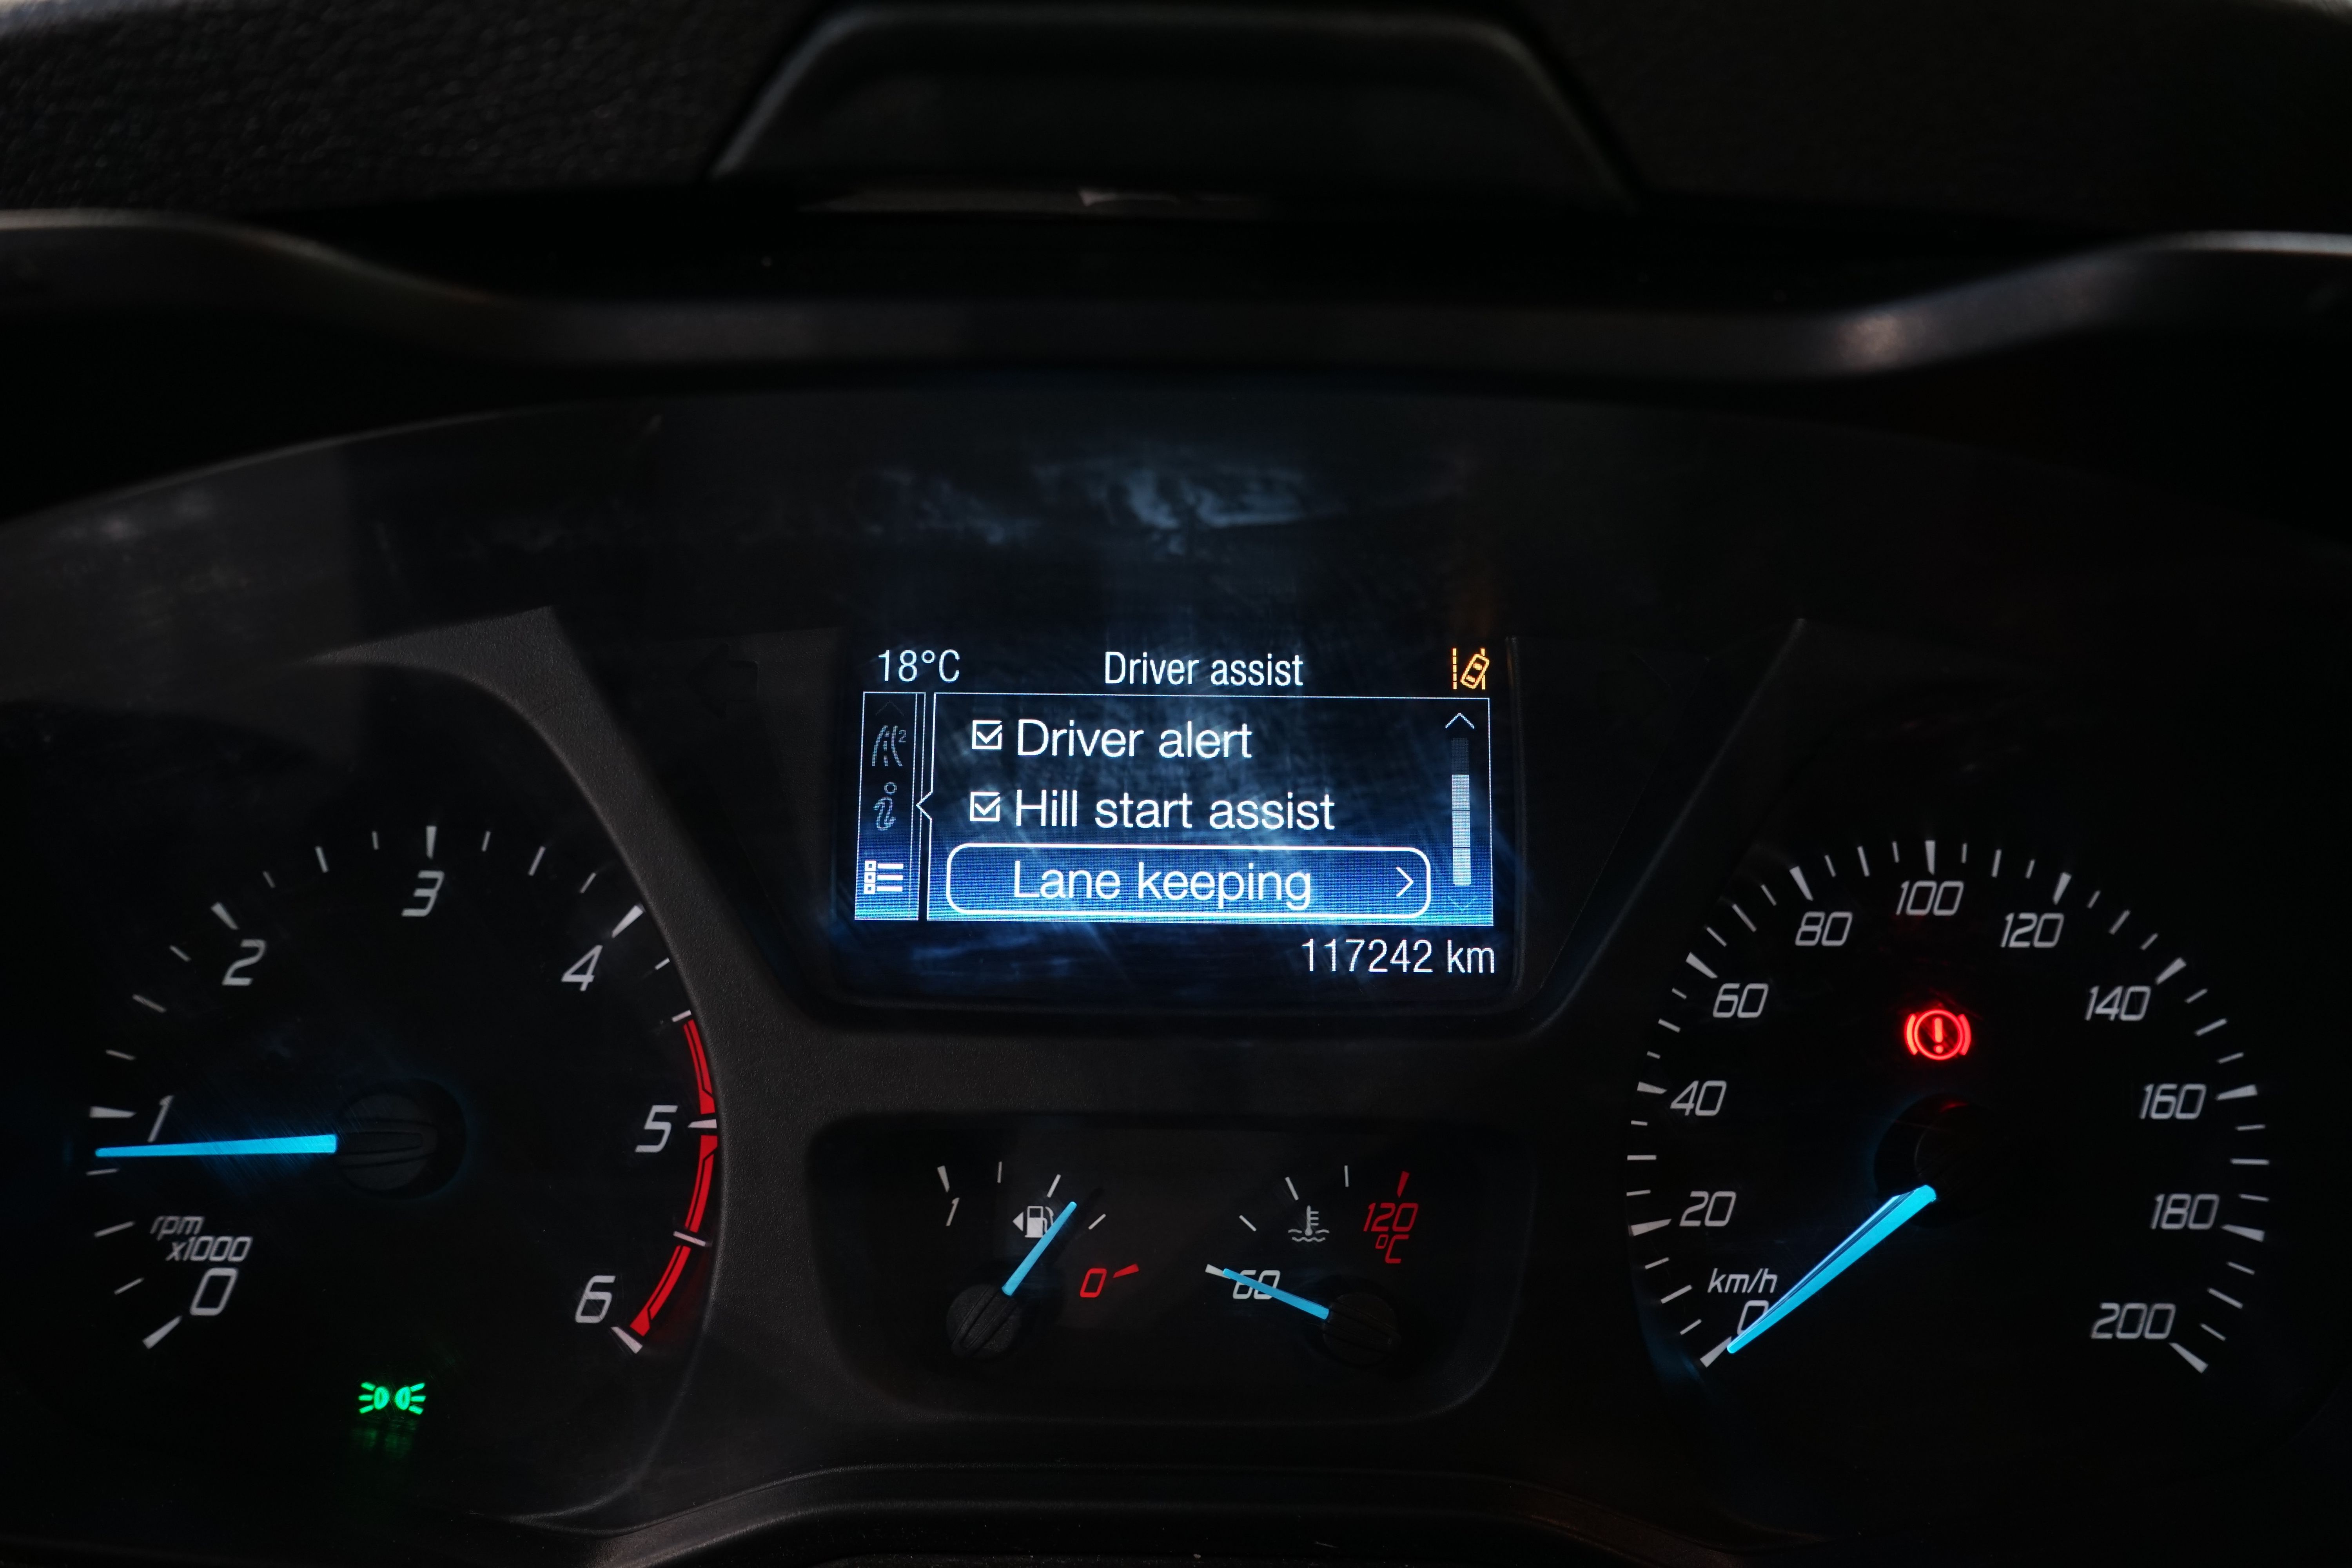 18°C Driver assist
Driver alert
Hill start assist
Lane keeping
117242 km
0
1
2
3
4
5
6
rpm
x1000
1
0
60
120
°C
0
20
40
60
80
100
120
140
160
180
200
km/h